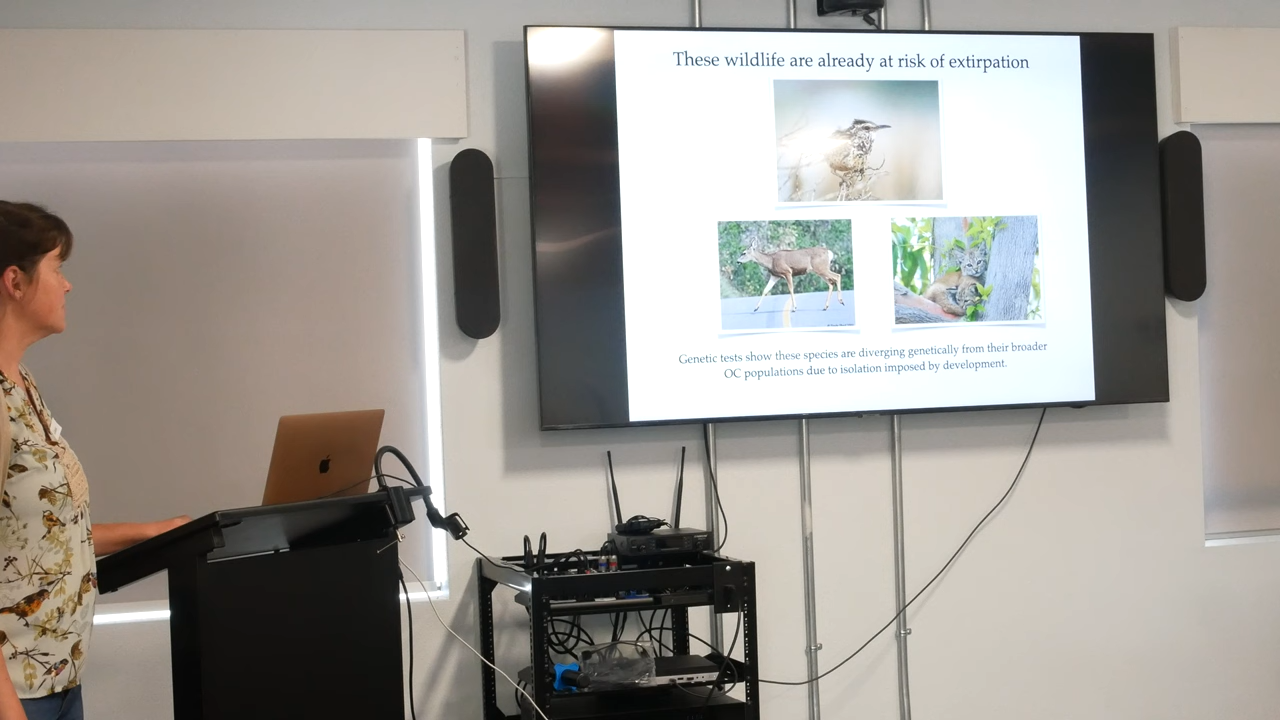 These wildlife are already at risk of extirpation
Genetic tests show these species are diverging genetically from their broader
OC populations due to isolation imposed by development.